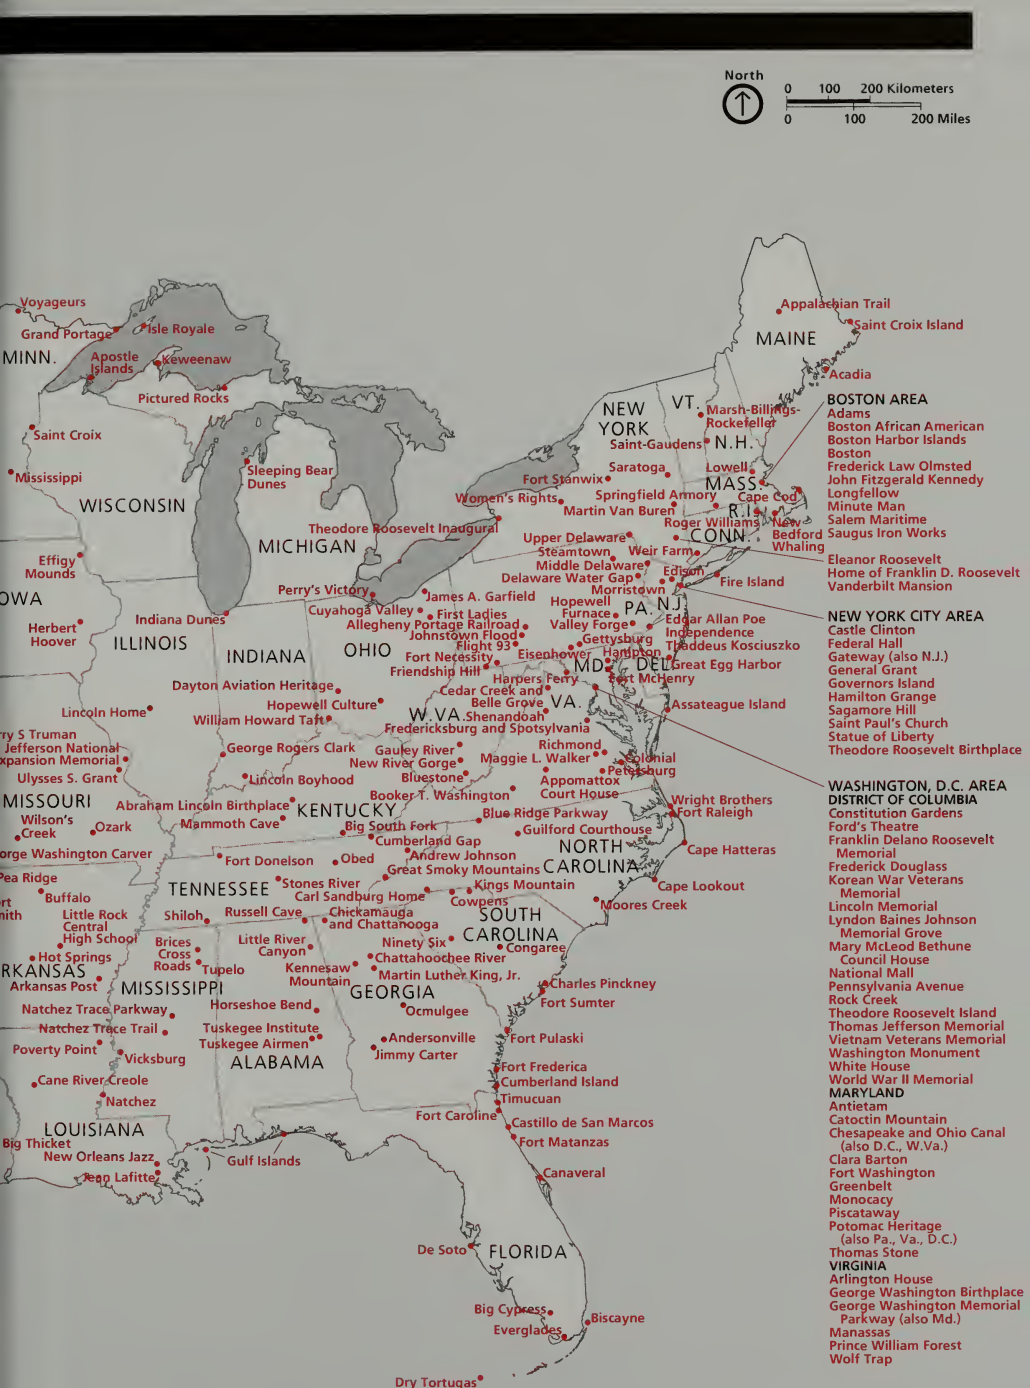 North
0 100 200 Kilometers
0 100 200 Miles
Voyageurs
Grand Portage
Isle Royale
MINN.
Apostle
Islands
Keweenaw
Pictured Rocks
Saint Croix
Mississippi
WISCONSIN
Sleeping Bear
Dunes
MICHIGAN
Effigy
Mounds
OWA
Herbert
Hoover
Indiana Dunes
ILLINOIS
INDIANA
OHIO
Perry's Victory
Cuyahoga Valley
James A. Garfield
First Ladies
Allegheny Portage Railroad
Johnstown Flood
Flight 93
Fort Necessity
Friendship Hill
Theodore Roosevelt Inaugural
Women's Rights
Fort Stanwix
Saratoga
Springfield Armory
Martin Van Buren
NEW
YORK
VT.
Marsh-Billings-
Rockefeller
Saint-Gaudens
N.H.
Lowell
MASS.
Cape Cod
R.I.
Roger Williams
New
Bedford
Whaling
CONN.
Appalachian Trail
Saint Croix Island
MAINE
Acadia
Upper Delaware
Steamtown
Weir Farm
Middle Delaware
Delaware Water Gap
Edison
Morristown
Fire Island
Hopewell
Furnace
PA.
N.J.
Valley Forge
Edgar Allan Poe
Independence
Thaddeus Kosciuszko
Gettysburg
Eisenhower
Hampton
MD.
DEL.
Great Egg Harbor
Harpers Ferry
Fort McHenry
Cedar Creek and
Belle Grove
VA.
Shenandoah
Assateague Island
Fredericksburg and Spotsylvania
W.VA.
Dayton Aviation Heritage
Hopewell Culture
William Howard Taft
Lincoln Home
rry S Truman
Jefferson National
xpansion Memorial
Ulysses S. Grant
George Rogers Clark
Lincoln Boyhood
Gauley River
New River Gorge
Bluestone
Richmond
Maggie L. Walker
Colonial
Petersburg
Appomattox
Court House
Booker T. Washington
MISSOURI
Wilson's
Creek
Ozark
orge Washington Carver
Abraham Lincoln Birthplace
KENTUCKY
Mammoth Cave
Big South Fork
Cumberland Gap
Blue Ridge Parkway
Guilford Courthouse
Wright Brothers
Fort Raleigh
NORTH
CAROLINA
Cape Hatteras
Fort Donelson
Obed
Andrew Johnson
Great Smoky Mountains
Pea Ridge
Buffalo
rt
nith
TENNESSEE
Stones River
Carl Sandburg Home
Kings Mountain
Cowpens
Cape Lookout
Moores Creek
Little Rock
Central
High School
Hot Springs
RKANSAS
Arkansas Post
Shiloh
Russell Cave
Chickamauga
and Chattanooga
SOUTH
CAROLINA
Brices
Cross
Roads
Tupelo
Little River
Canyon
Ninety Six
Congaree
Chattahoochee River
Kennesaw
Mountain
Martin Luther King, Jr.
MISSISSIPPI
GEORGIA
Charles Pinckney
Fort Sumter
Natchez Trace Parkway
Natchez Trace Trail
Horseshoe Bend
Ocmulgee
Tuskegee Institute
Tuskegee Airmen
Andersonville
Jimmy Carter
Fort Pulaski
Poverty Point
Vicksburg
ALABAMA
Cane River Creole
Natchez
Fort Frederica
Cumberland Island
Timucuan
Fort Caroline
LOUISIANA
Big Thicket
New Orleans Jazz
Jean Lafitte
Gulf Islands
Castillo de San Marcos
Fort Matanzas
Canaveral
De Soto
FLORIDA
Big Cypress
Biscayne
Everglades
Dry Tortugas
BOSTON AREA
Adams
Boston African American
Boston Harbor Islands
Boston
Frederick Law Olmsted
John Fitzgerald Kennedy
Longfellow
Minute Man
Salem Maritime
Saugus Iron Works
Eleanor Roosevelt
Home of Franklin D. Roosevelt
Vanderbilt Mansion
NEW YORK CITY AREA
Castle Clinton
Federal Hall
Gateway (also N.J.)
General Grant
Governors Island
Hamilton Grange
Sagamore Hill
Saint Paul's Church
Statue of Liberty
Theodore Roosevelt Birthplace
WASHINGTON, D.C. AREA
DISTRICT OF COLUMBIA
Constitution Gardens
Ford's Theatre
Franklin Delano Roosevelt
Memorial
Frederick Douglass
Korean War Veterans
Memorial
Lincoln Memorial
Lyndon Baines Johnson
Memorial Grove
Mary McLeod Bethune
Council House
National Mall
Pennsylvania Avenue
Rock Creek
Theodore Roosevelt Island
Thomas Jefferson Memorial
Vietnam Veterans Memorial
Washington Monument
White House
World War II Memorial
MARYLAND
Antietam
Catoctin Mountain
Chesapeake and Ohio Canal
(also D.C., W.Va.)
Clara Barton
Fort Washington
Greenbelt
Monocacy
Piscataway
Potomac Heritage
(also Pa., Va., D.C.)
Thomas Stone
VIRGINIA
Arlington House
George Washington Birthplace
George Washington Memorial
Parkway (also Md.)
Manassas
Prince William Forest
Wolf Trap